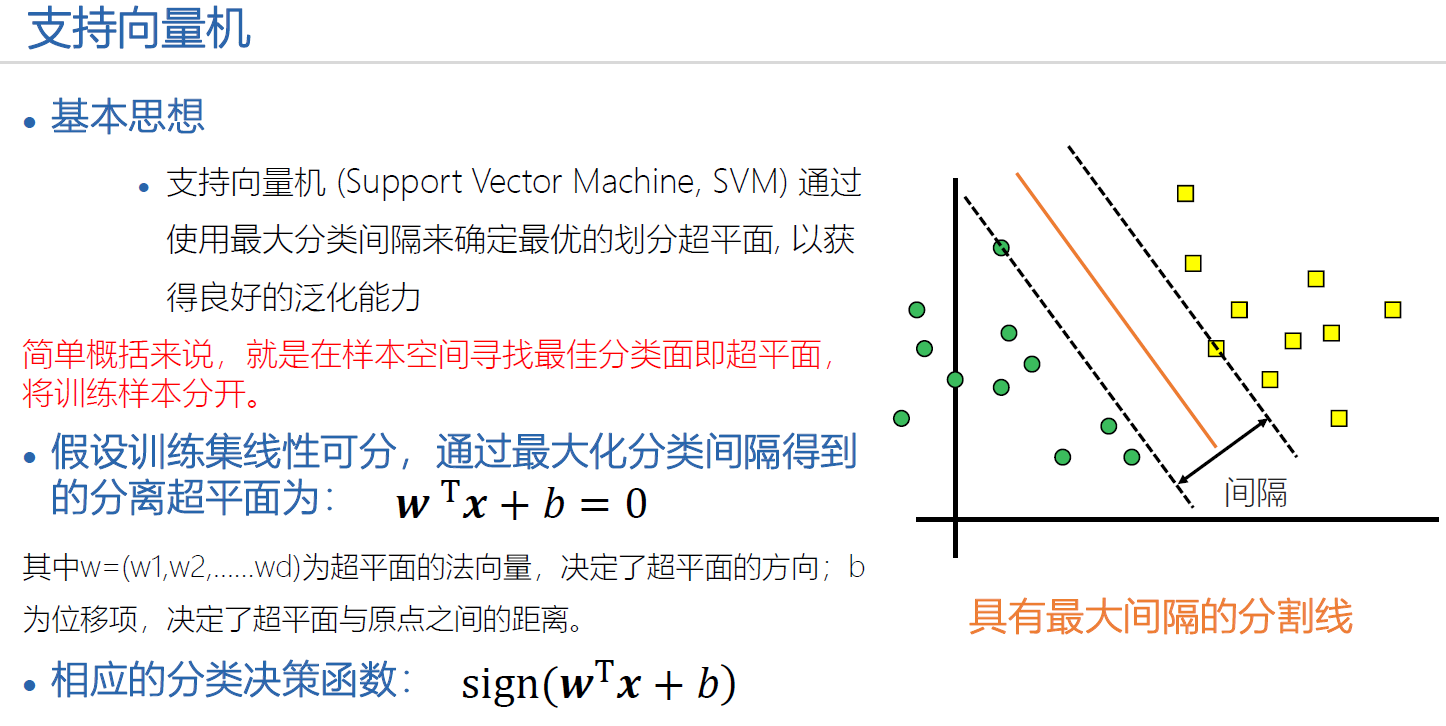 支持向量机
• 基本思想
• 支持向量机 (Support Vector Machine, SVM) 通过
使用最大分类间隔来确定最优的划分超平面, 以获
得良好的泛化能力
简单概括来说，就是在样本空间寻找最佳分类面即超平面，
将训练样本分开。
• 假设训练集线性可分，通过最大化分类间隔得到
的分离超平面为： wᵀx + b = 0
其中w=(w1,w2,......wd)为超平面的法向量，决定了超平面的方向；b
为位移项，决定了超平面与原点之间的距离。
• 相应的分类决策函数： sign(wᵀx + b)
间隔
具有最大间隔的分割线